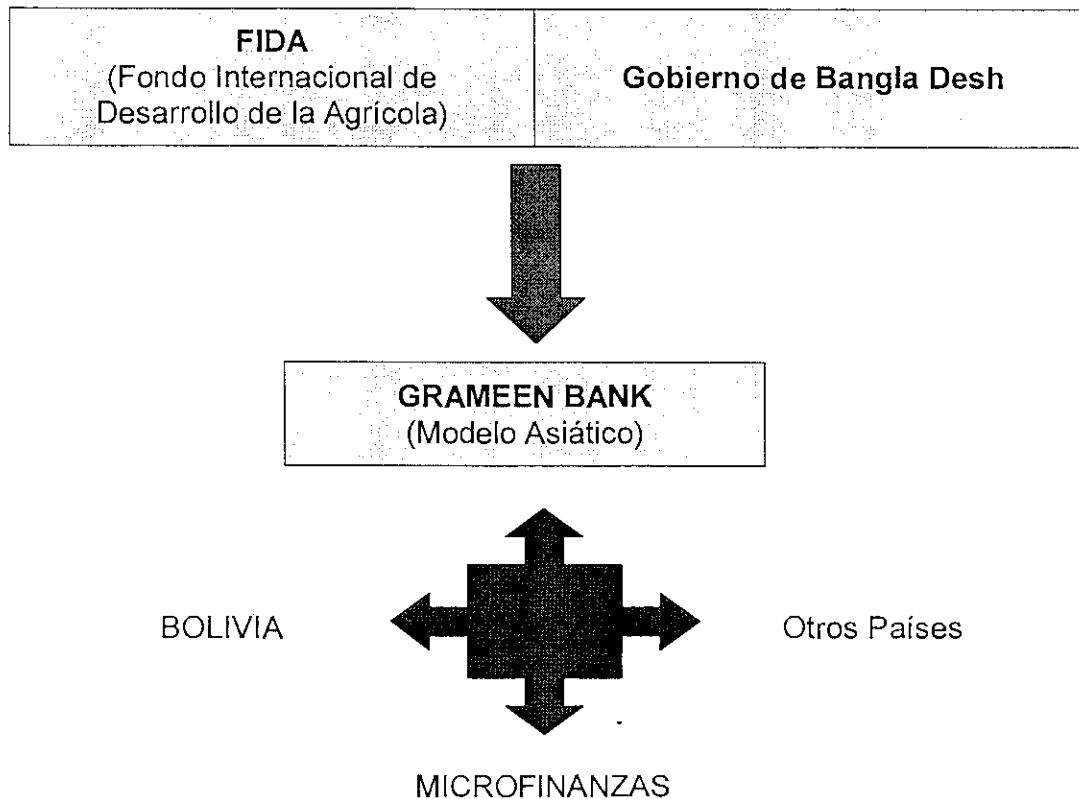 FIDA
(Fondo Internacional de
Desarrollo de la Agrícola)
Gobierno de Bangla Desh
GRAMEEN BANK
(Modelo Asiático)
BOLIVIA
Otros Países
MICROFINANZAS